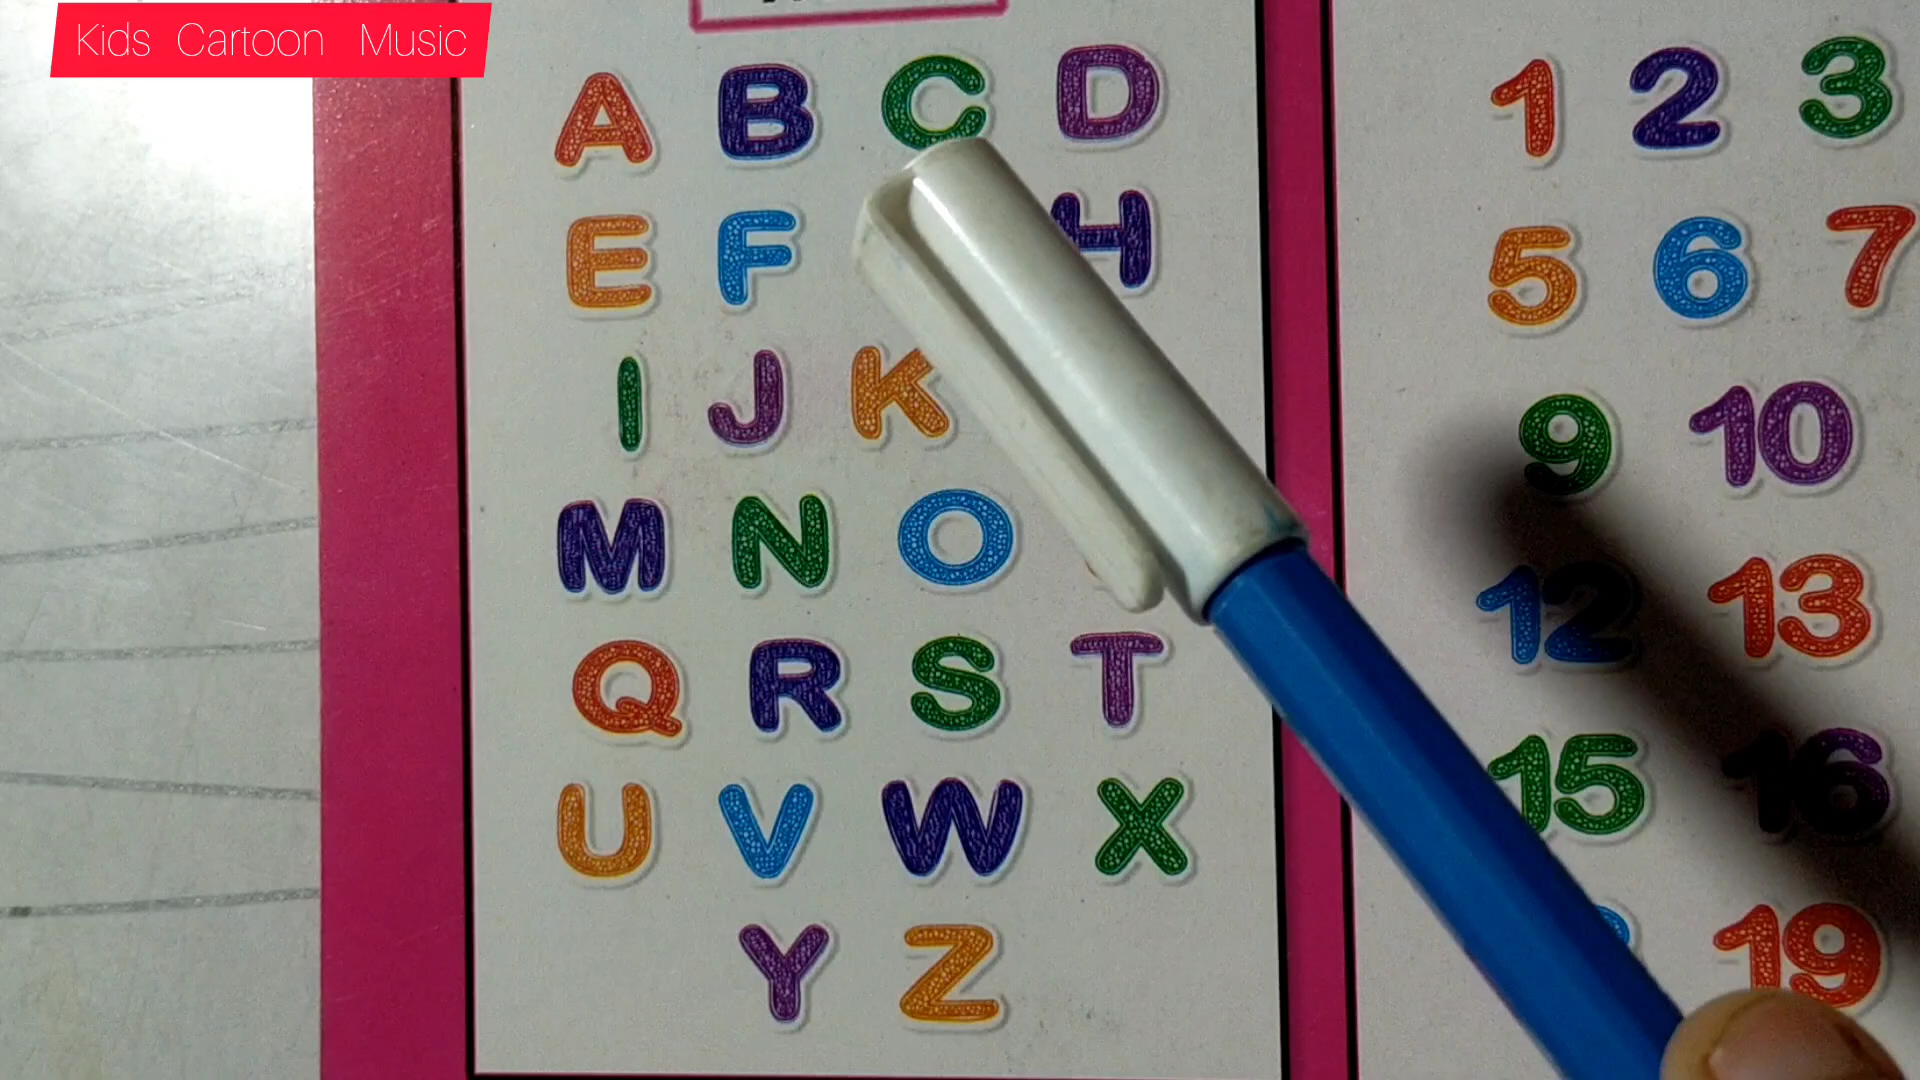 Kids Cartoon Music
A B C D
E F H
I J K
M N O
Q R S T
U V W X
Y Z
1 2 3
5 6 7
9 10
12 13
15 16
19